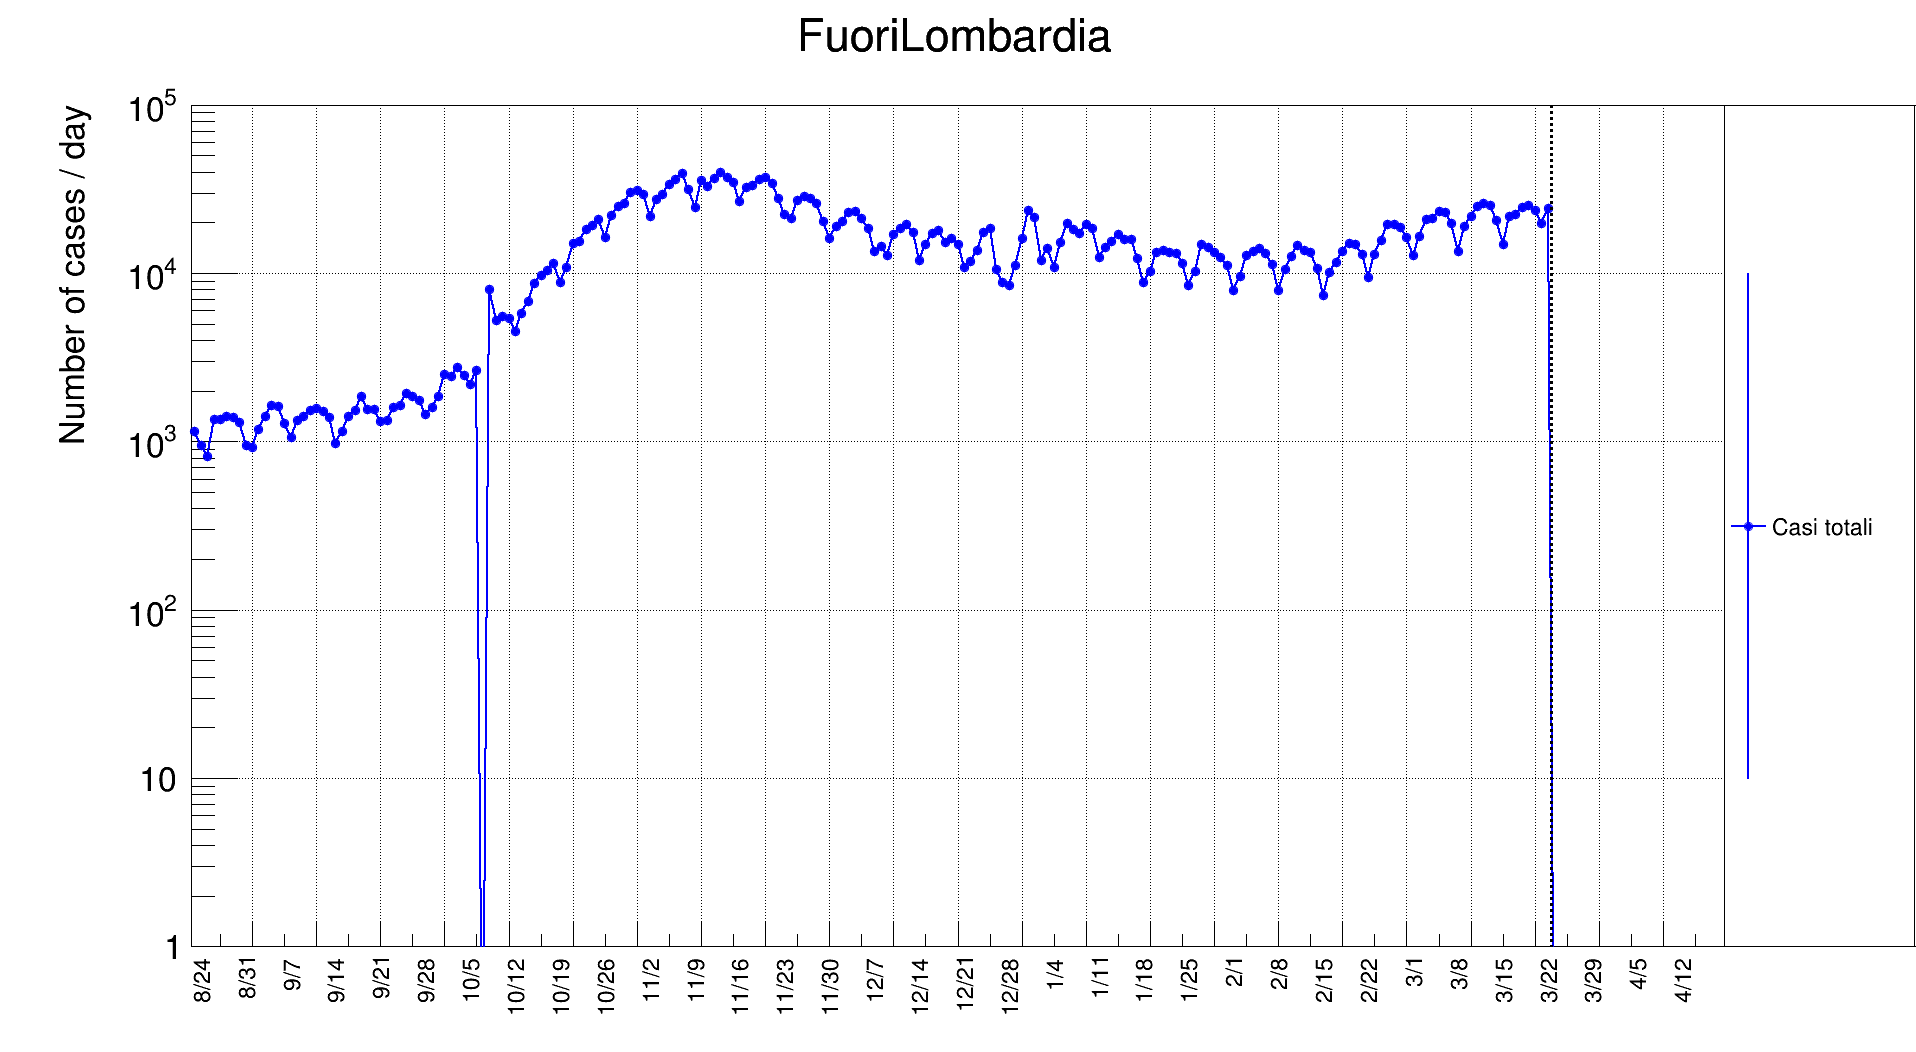 FuoriLombardia
Number of cases / day
10^5
10^4
10^3
10^2
10
1
8/24 8/31 9/7 9/14 9/21 9/28 10/5 10/12 10/19 10/26 11/2 11/9 11/16 11/23 11/30 12/7 12/14 12/21 12/28 1/4 1/11 1/18 1/25 2/1 2/8 2/15 2/22 3/1 3/8 3/15 3/22 3/29 4/5 4/12
Casi totali